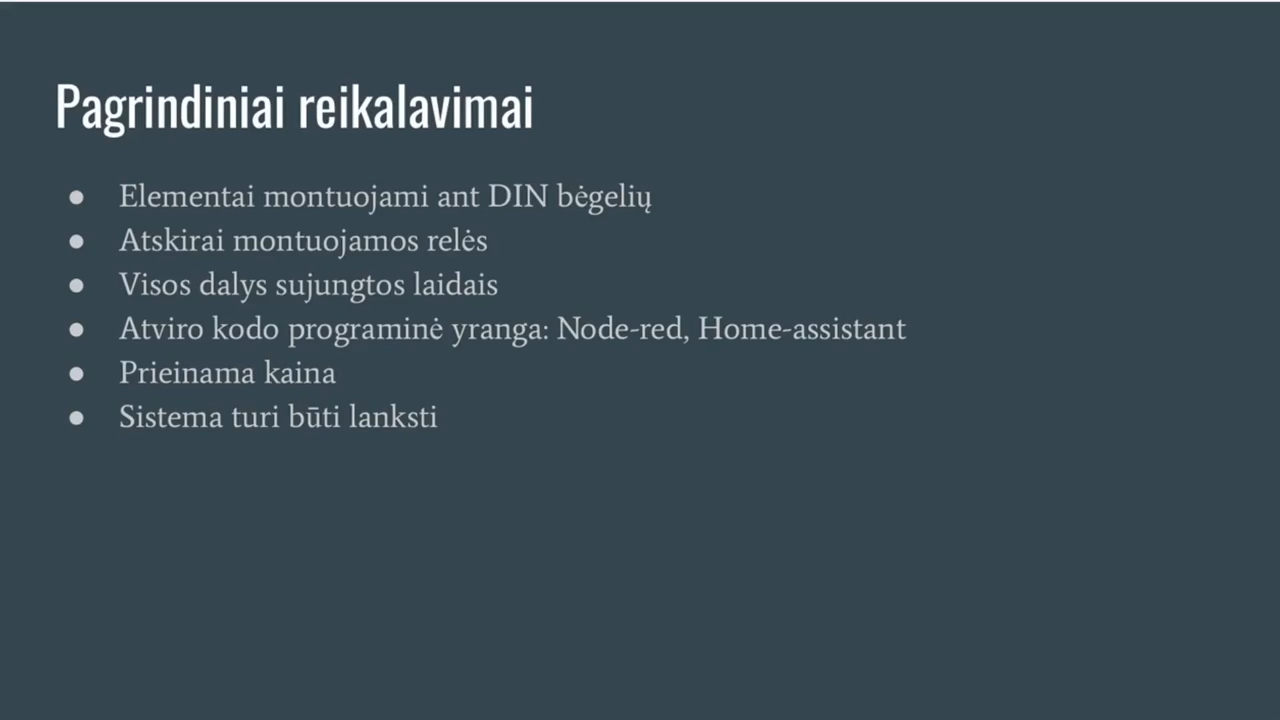 Pagrindiniai reikalavimai
● Elementai montuojami ant DIN bėgelių
● Atskirai montuojamos relės
● Visos dalys sujungtos laidais
● Atviro kodo programinė yranga: Node-red, Home-assistant
● Prieinama kaina
● Sistema turi būti lanksti